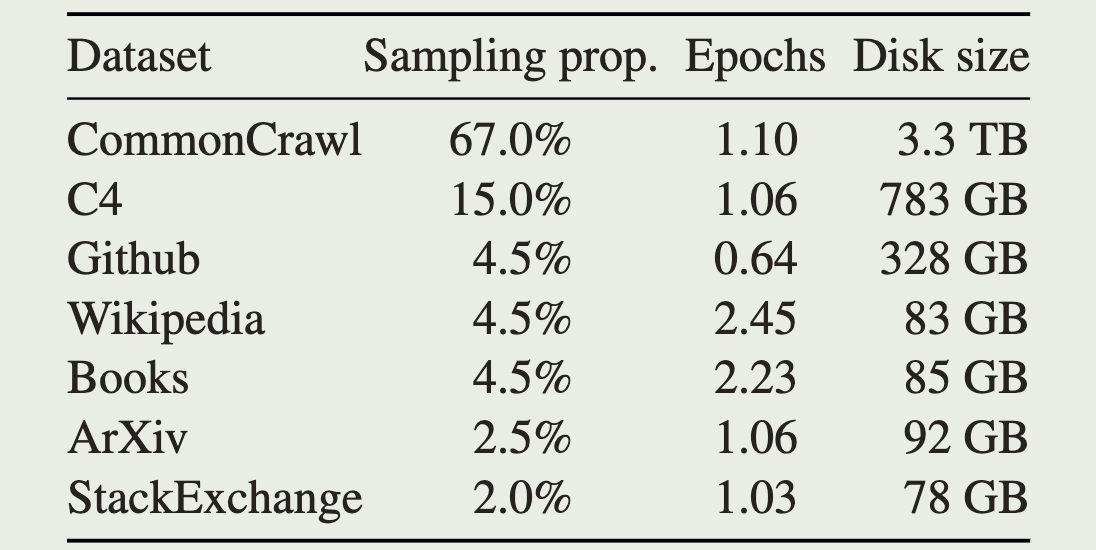 Dataset Sampling prop. Epochs Disk size
CommonCrawl 67.0% 1.10 3.3 TB
C4 15.0% 1.06 783 GB
Github 4.5% 0.64 328 GB
Wikipedia 4.5% 2.45 83 GB
Books 4.5% 2.23 85 GB
ArXiv 2.5% 1.06 92 GB
StackExchange 2.0% 1.03 78 GB